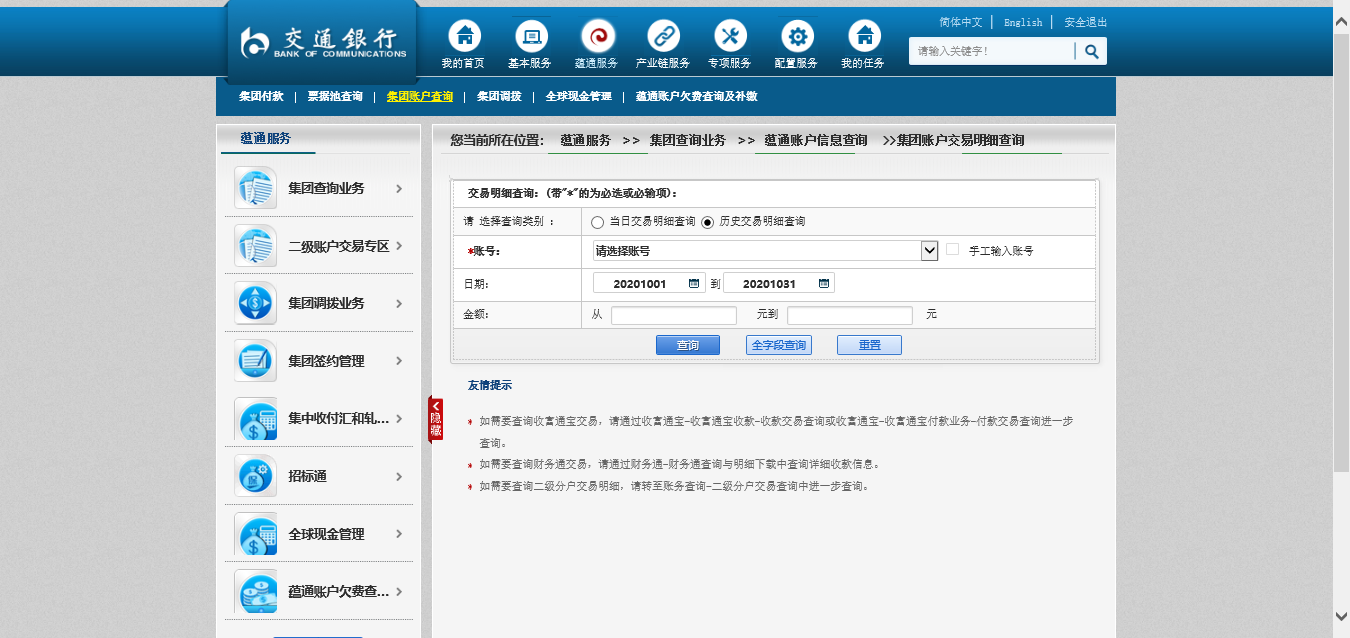 简体中文 | English | 安全退出
交通銀行
BANK OF COMMUNICATIONS
我的首页 基本服务 蕴通服务 产业链服务 专项服务 配置服务 我的任务
请输入关键字!
集团付款 | 票据池查询 | 集团账户查询 | 集团调拨 | 全球现金管理 | 蕴通账户欠费查询及补缴
蕴通服务
集团查询业务
二级账户交易专区
集团调拨业务
集团签约管理
集中收付汇和轧...
招标通
全球现金管理
蕴通账户欠费查...
隐藏
您当前所在位置: 蕴通服务 >> 集团查询业务 >> 蕴通账户信息查询 >>集团账户交易明细查询
交易明细查询:(带"*"的为必选或必输项):
请 选择查询类别 : 当日交易明细查询 历史交易明细查询
*账号: 请选择账号 手工输入账号
日期: 20201001 到 20201031
金额: 从 元到 元
查询 全字段查询 重置
友情提示
* 如需要查询收富通宝交易,请通过收富通宝-收富通宝收款-收款交易查询或收富通宝-收富通宝付款业务-付款交易查询进一步
查询。
* 如需要查询财务通交易,请通过财务通-财务通查询与明细下载中查询详细收款信息。
* 如需要查询二级分户交易明细,请转至账务查询-二级分户交易查询中进一步查询。